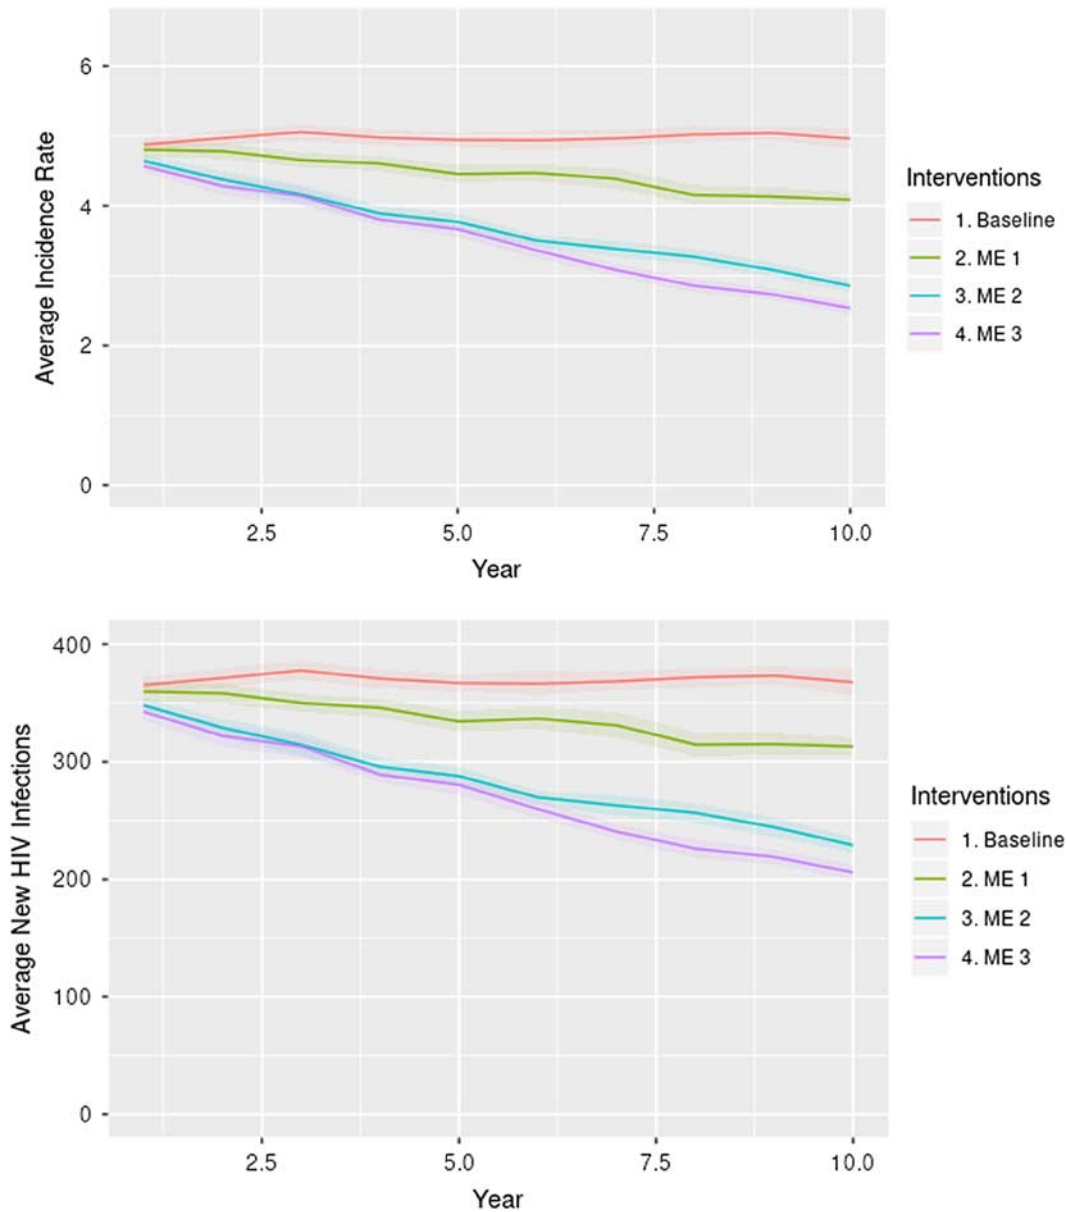 Average Incidence Rate
6
4
2
0
2.5
5.0
7.5
10.0
Year
Interventions
1. Baseline
2. ME 1
3. ME 2
4. ME 3
Average New HIV Infections
400
300
200
100
0
2.5
5.0
7.5
10.0
Year
Interventions
1. Baseline
2. ME 1
3. ME 2
4. ME 3